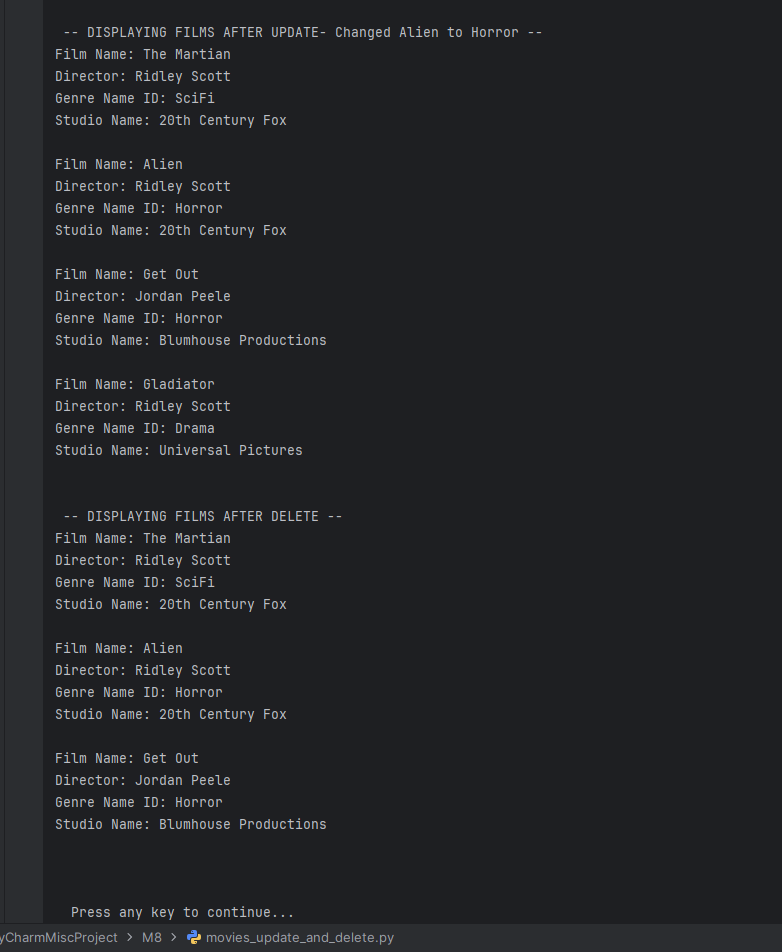 -- DISPLAYING FILMS AFTER UPDATE- Changed Alien to Horror --
Film Name: The Martian
Director: Ridley Scott
Genre Name ID: SciFi
Studio Name: 20th Century Fox
Film Name: Alien
Director: Ridley Scott
Genre Name ID: Horror
Studio Name: 20th Century Fox
Film Name: Get Out
Director: Jordan Peele
Genre Name ID: Horror
Studio Name: Blumhouse Productions
Film Name: Gladiator
Director: Ridley Scott
Genre Name ID: Drama
Studio Name: Universal Pictures
-- DISPLAYING FILMS AFTER DELETE --
Film Name: The Martian
Director: Ridley Scott
Genre Name ID: SciFi
Studio Name: 20th Century Fox
Film Name: Alien
Director: Ridley Scott
Genre Name ID: Horror
Studio Name: 20th Century Fox
Film Name: Get Out
Director: Jordan Peele
Genre Name ID: Horror
Studio Name: Blumhouse Productions
Press any key to continue...
yCharmMiscProject > M8 > movies_update_and_delete.py